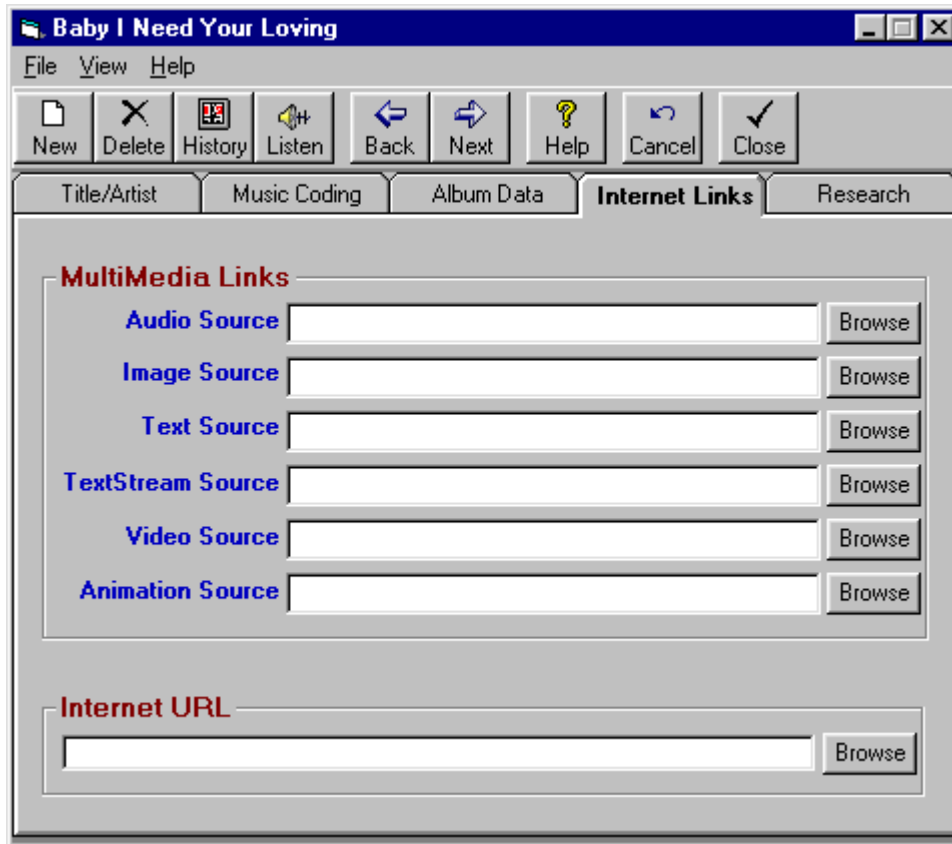 Baby I Need Your Loving
File View Help
New Delete History Listen Back Next Help Cancel Close
Title/Artist Music Coding Album Data Internet Links Research
MultiMedia Links
Audio Source Browse
Image Source Browse
Text Source Browse
TextStream Source Browse
Video Source Browse
Animation Source Browse
Internet URL
Browse